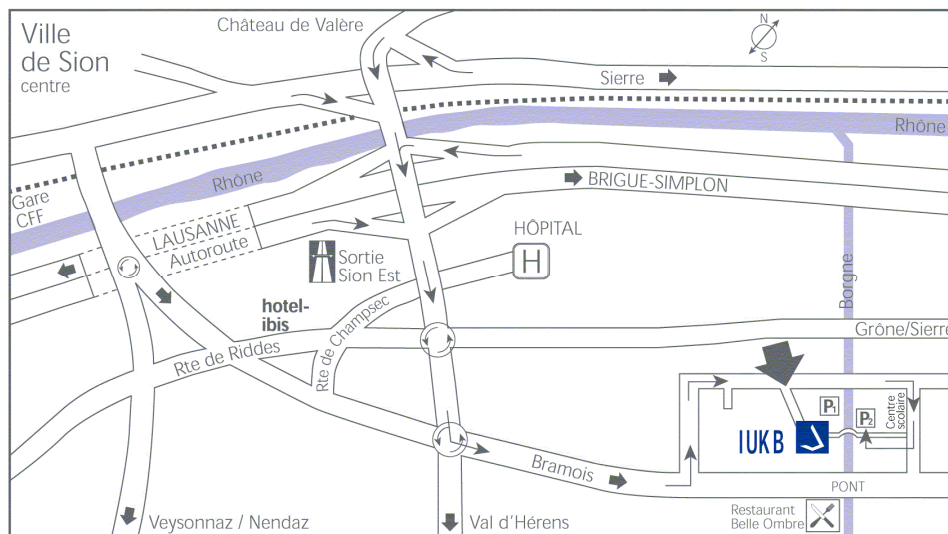 Ville
de Sion
centre
Château de Valère
N
S
Sierre
Rhône
Gare
CFF
Rhône
LAUSANNE
Autoroute
BRIGUE-SIMPLON
HÔPITAL
H
Sortie
Sion Est
Borgne
hotel-
ibis
Rte de Champsec
Rte de Riddes
Grône/Sierre
P1
P2
Centre
scolaire
IUKB
Bramois
PONT
Restaurant
Belle Ombre
Veysonnaz / Nendaz
Val d'Hérens